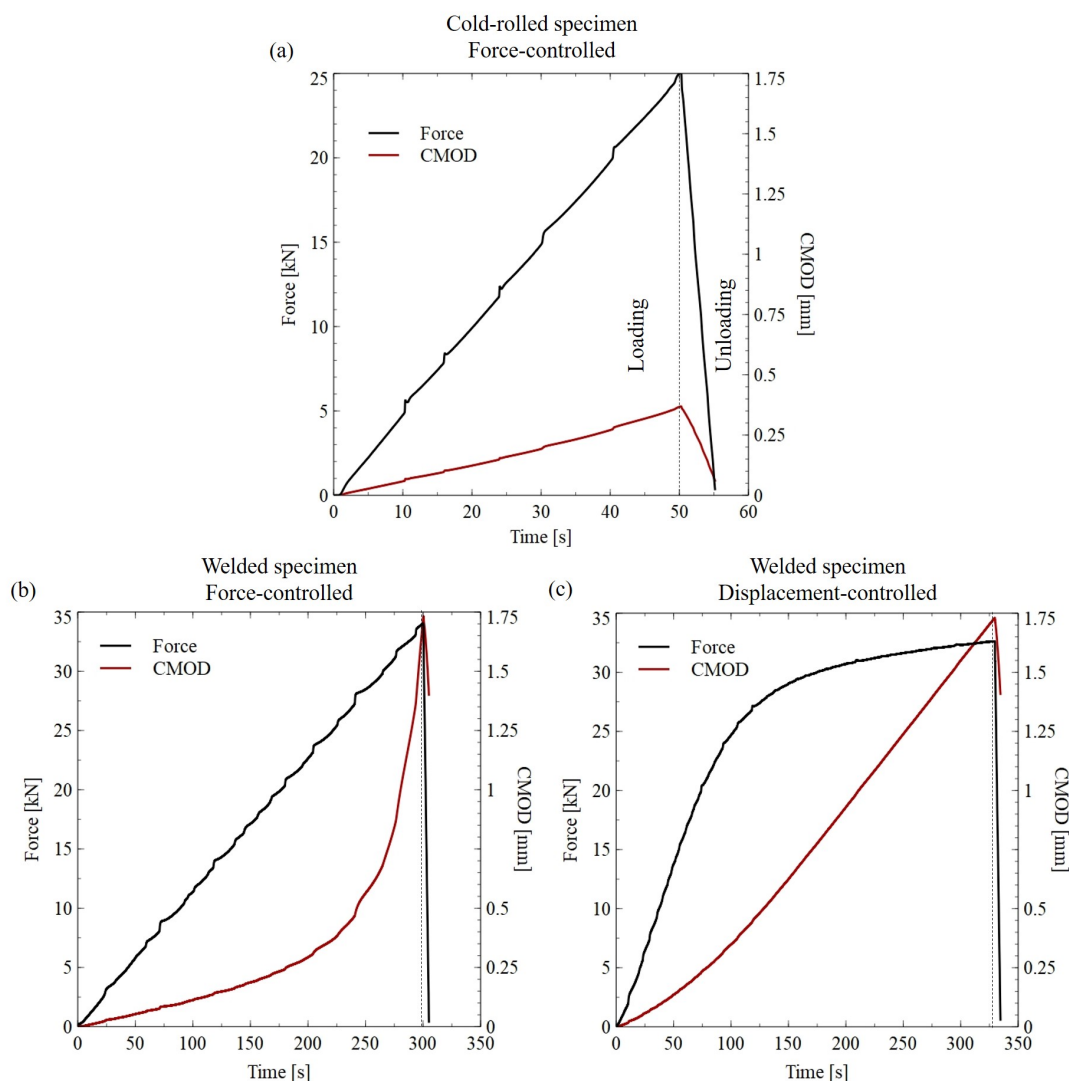 Cold-rolled specimen
(a) Force-controlled
25 1.75
Force
CMOD
1.5
20
1.25
15
1
Force [kN]
CMOD [mm]
10
0.75
Loading
Unloading
0.5
5
0.25
0 0
0 10 20 30 40 50 60
Time [s]
Welded specimen
(b) Force-controlled
35 1.75
Force
CMOD
30
1.5
25
1.25
20
1
Force [kN]
CMOD [mm]
15
0.75
10
0.5
5
0.25
0 0
0 50 100 150 200 250 300 350
Time [s]
Welded specimen
(c) Displacement-controlled
35 1.75
Force
CMOD
30
1.5
25
1.25
20
1
Force [kN]
CMOD [mm]
15
0.75
10
0.5
5
0.25
0 0
0 50 100 150 200 250 300 350
Time [s]